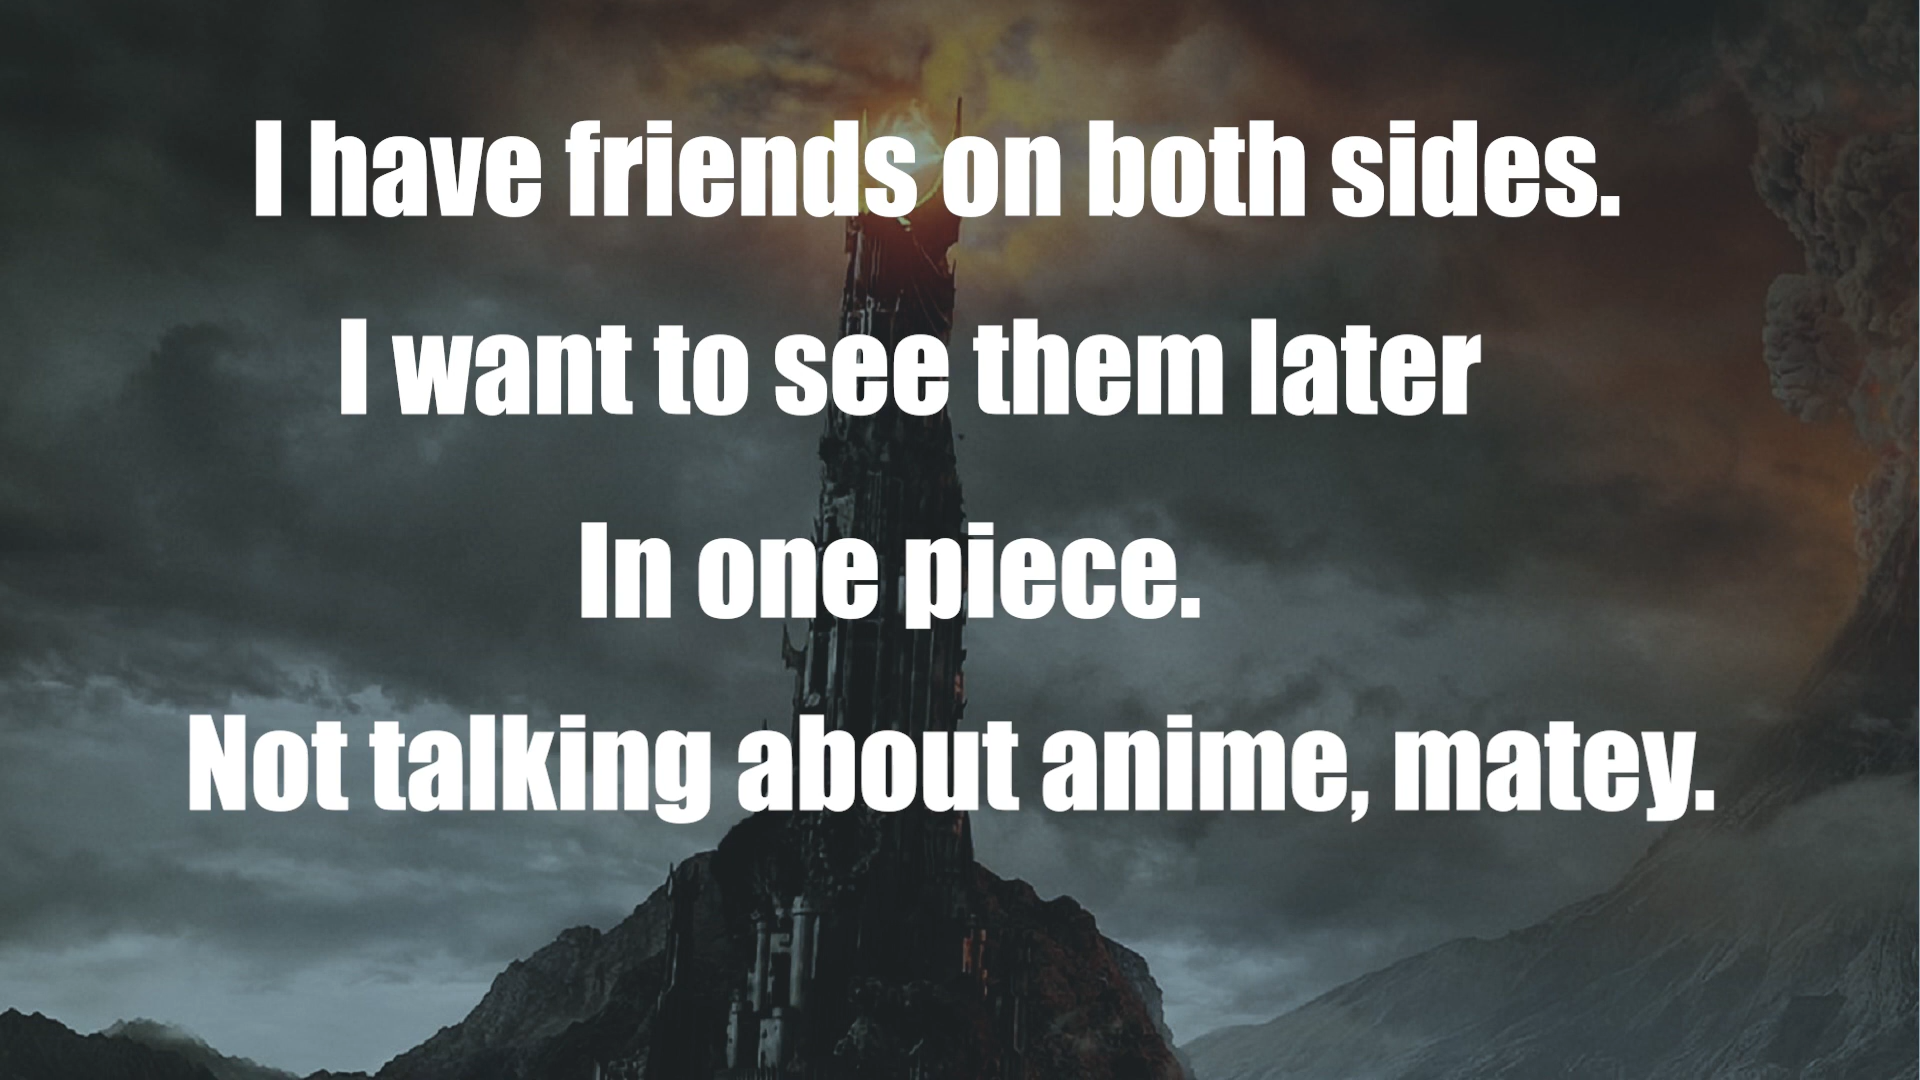 I have friends on both sides.
I want to see them later
In one piece.
Not talking about anime, matey.